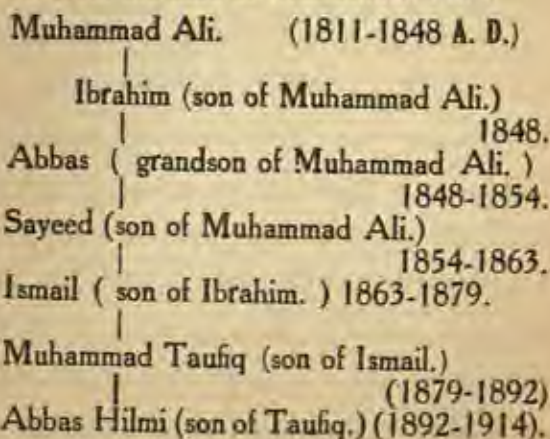 Muhammad Ali. (1811-1848 A. D.)
Ibrahim (son of Muhammad Ali.)
1848.
Abbas ( grandson of Muhammad Ali. )
1848-1854.
Sayeed (son of Muhammad Ali.)
1854-1863.
Ismail ( son of Ibrahim. ) 1863-1879.
Muhammad Taufiq (son of Ismail.)
(1879-1892)
Abbas Hilmi (son of Taufiq.) (1892-1914).